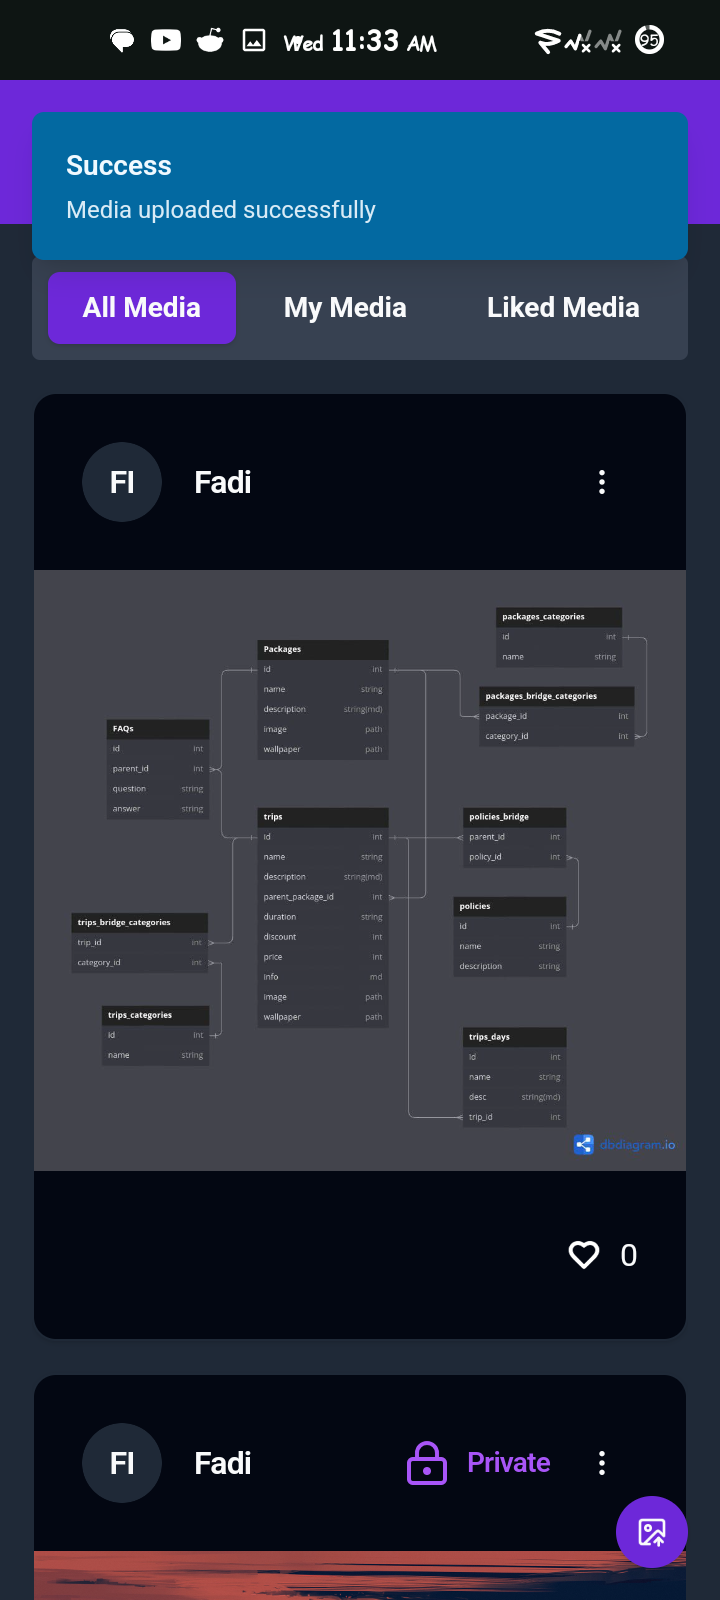 Wed 11:33 AM
95
Success
Media uploaded successfully
All Media My Media Liked Media
FI Fadi
packages_categories
id int
name string
Packages
id int
name string
description string(md)
image path
wallpaper path
packages_bridge_categories
package_id int
category_id int
FAQs
id int
parent_id int
question string
answer string
trips
id int
name string
description string(md)
parent_package_id int
duration string
discount int
price int
info md
image path
wallpaper path
policies_bridge
parent_id int
policy_id int
policies
id int
name string
description string
trips_bridge_categories
trip_id int
category_id int
trips_categories
id int
name string
trips_days
id int
name string
desc string(md)
trip_id int
dbdiagram.io
0
FI Fadi Private